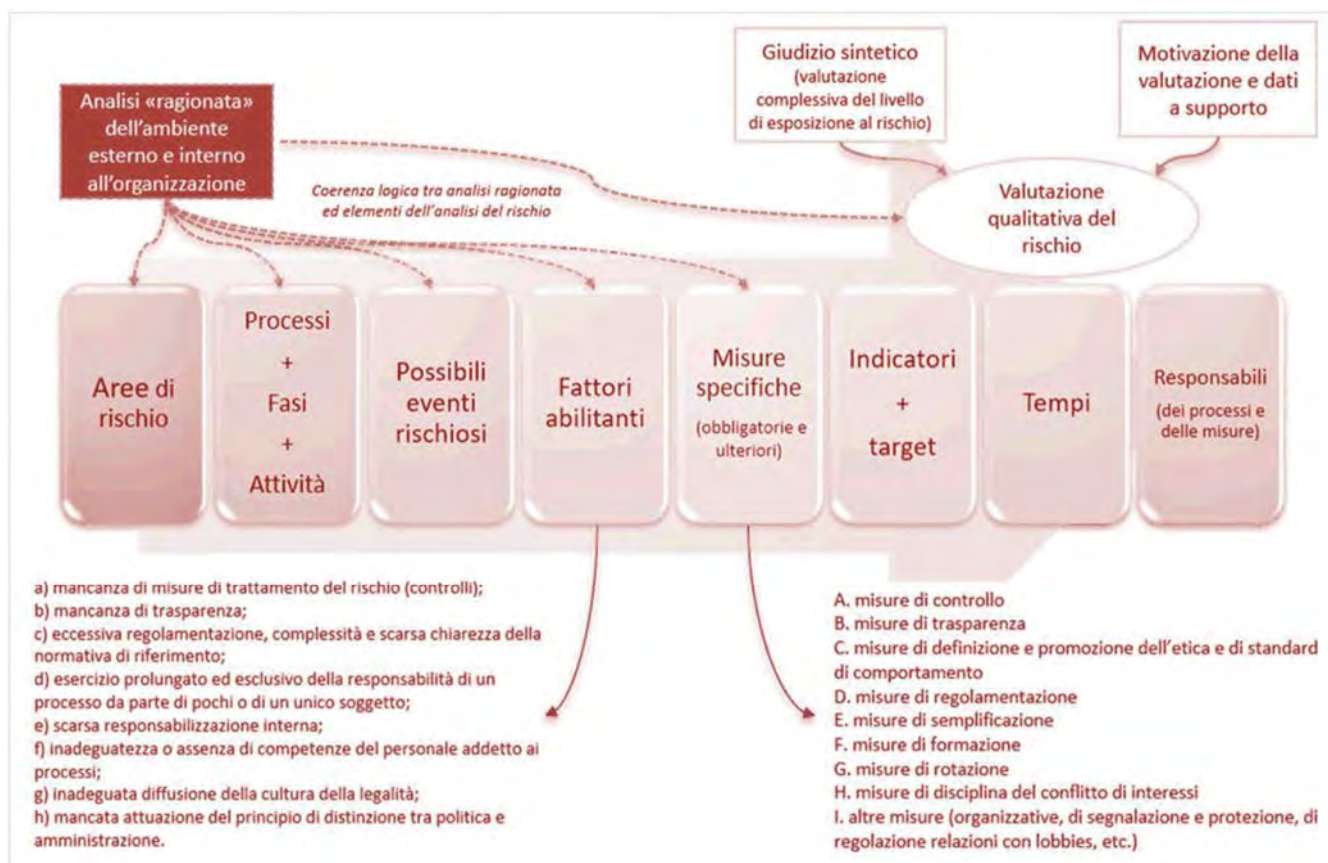 Analisi «ragionata»
dell'ambiente
esterno e interno
all'organizzazione
Giudizio sintetico
(valutazione
complessiva del livello
di esposizione al rischio)
Motivazione della
valutazione e dati
a supporto
Coerenza logica tra analisi ragionata
ed elementi dell'analisi del rischio
Valutazione
qualitativa del
rischio
Aree di
rischio
Processi
+
Fasi
+
Attività
Possibili
eventi
rischiosi
Fattori
abilitanti
Misure
specifiche
(obbligatorie e
ulteriori)
Indicatori
+
target
Tempi
Responsabili
(dei processi e
delle misure)
a) mancanza di misure di trattamento del rischio (controlli);
b) mancanza di trasparenza;
c) eccessiva regolamentazione, complessità e scarsa chiarezza della
normativa di riferimento;
d) esercizio prolungato ed esclusivo della responsabilità di un
processo da parte di pochi o di un unico soggetto;
e) scarsa responsabilizzazione interna;
f) inadeguatezza o assenza di competenze del personale addetto ai
processi;
g) inadeguata diffusione della cultura della legalità;
h) mancata attuazione del principio di distinzione tra politica e
amministrazione.
A. misure di controllo
B. misure di trasparenza
C. misure di definizione e promozione dell'etica e di standard
di comportamento
D. misure di regolamentazione
E. misure di semplificazione
F. misure di formazione
G. misure di rotazione
H. misure di disciplina del conflitto di interessi
I. altre misure (organizzative, di segnalazione e protezione, di
regolazione relazioni con lobbies, etc.)